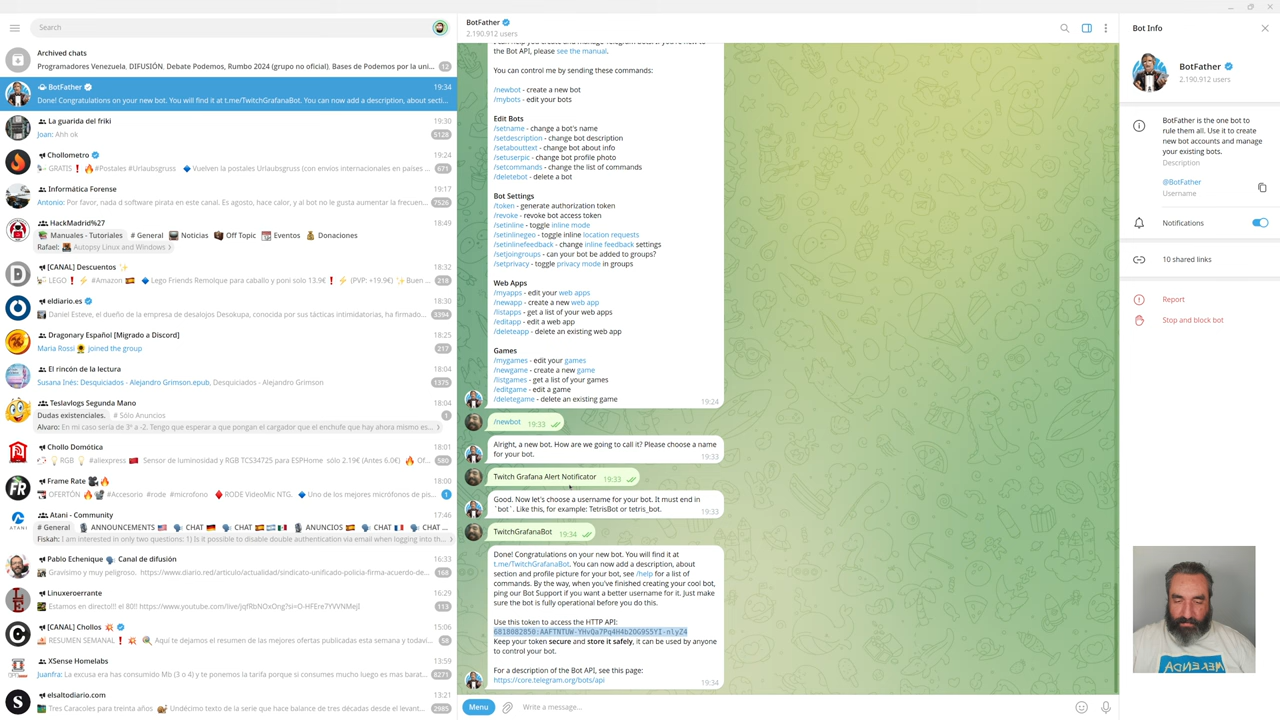 Search
Archived chats
Programadores Venezuela, DIFUSIÓN, Debate Podemos, Rumbo 2024 (grupo no oficial), Bases de Podemos por la uni...
12
BotFather
19:34
Done! Congratulations on your new bot. You will find it at t.me/TwitchGrafanaBot. You can now add a description, about secti...
La guarida del friki
19:30
Joan: Ahh ok
5128
Chollometro
19:24
GRATIS❗🔥#Postales #Urlaubsgruss 🔹Vuelven la postales Urlaubsgruss (con envios internacionales en paises ...
671
Informática Forense
19:17
Antonio: Por favor, nada d software pirata en este canal. Es agosto, hace calor, y al bot no le gusta aumentar la frecuen...
7526
HackMadrid%27
18:49
Manuales - Tutoriales # General Noticias Off Topic Eventos Donaciones
Rafael: Autopsy Linux and Windows
[CANAL] Descuentos ✨
18:32
LEGO❗⚡#Amazon 🇪🇸 🔹Lego Friends Remolque para caballo y poni solo 13.9€❗⚡(PVP: +19,9€) ✨Buen ...
218
eldiario.es
18:30
Daniel Esteve, el dueño de la empresa de desalojos Desokupa, conocida por sus tácticas intimidatorias, ha firmado...
5394
Dragonary Español [Migrado a Discord]
18:25
Maria Rossi joined the group
217
El rincón de la lectura
18:04
Susana Inés: Desquiciados - Alejandro Grimson.epub, Desquiciados - Alejandro Grimson
1375
Teslavlogs Segunda Mano
18:04
Dudas existenciales. # Sólo Anuncios
1
Alvaro: En mi caso sería de 3ª a -2. Tengo que esperar a que pongan el cargador que el enchufe que hay ahora mismo es...
Chollo Domótica
18:01
RGB #aliexpress Sensor de luminosidad y RGB TCS34725 para ESPHome sólo 2.19€ (Antes 6.0€) Of...
580
Frame Rate
17:48
OFERTÓN #Accesorio #rode #microfono RODE VideoMic NTG. Uno de los mejores micrófonos de pis...
1
Atani - Community
17:46
# General ANNOUNCEMENTS CHAT CHAT ANUNCIOS CHAT CHAT ...
Fiskah: I am interested in only two questions: 1) Is it possible to disable double authentication via email when logging into th...
Pablo Echenique Canal de difusión
16:33
Gravísimo y muy peligroso. https://www.diario.red/articulo/actualidad/sindicato-unificado-policia-firma-acuerdo-de...
168
Linuxeroerrante
16:29
Estamos en directo!! el 80!! https://www.youtube.com/live/jqfRbNOxOng?si=O-HFEre7YVVNMejI
113
[CANAL] Chollos
15:06
RESUMEN SEMANAL❗ Aquí te dejamos el resumen de las mejores ofertas publicadas esta semana y todaví...
58
XSense Homelabs
13:59
Juanfra: La excusa era han consumido Mb (3 o 4) y te ponemos la tarifa porque si consumes mucho luego es mas barat...
8271
elsaltodiario.com
13:21
Tres Caracoles para treinta años Undécimo texto de la serie que hace balance de tres décadas desde el levant...
2985
BotFather
2.190.912 users
the Bot API, please see the manual.
You can control me by sending these commands:
/newbot - create a new bot
/mybots - edit your bots
Edit Bots
/setname - change a bot's name
/setdescription - change bot description
/setabouttext - change bot about info
/setuserpic - change bot profile photo
/setcommands - change the list of commands
/deletebot - delete a bot
Bot Settings
/token - generate authorization token
/revoke - revoke bot access token
/setinline - toggle inline mode
/setinlinegeo - toggle inline location requests
/setinlinefeedback - change inline feedback settings
/setjoingroups - can your bot be added to groups?
/setprivacy - toggle privacy mode in groups
Web Apps
/myapps - edit your web apps
/newapp - create a new web app
/listapps - get a list of your web apps
/editapp - edit a web app
/deleteapp - delete an existing web app
Games
/mygames - edit your games
/newgame - create a new game
/listgames - get a list of your games
/editgame - edit a game
/deletegame - delete an existing game
19:24
/newbot
19:33
Alright, a new bot. How are we going to call it? Please choose a name
for your bot.
19:33
Twitch Grafana Alert Notificator
19:33
Good. Now let's choose a username for your bot. It must end in
`bot`. Like this, for example: TetrisBot or tetris_bot.
19:33
TwitchGrafanaBot
19:34
Done! Congratulations on your new bot. You will find it at
t.me/TwitchGrafanaBot. You can now add a description, about
section and profile picture for your bot, see /help for a list of
commands. By the way, when you've finished creating your cool bot,
ping our Bot Support if you want a better username for it. Just make
sure the bot is fully operational before you do this.
Use this token to access the HTTP API:
Keep your token secure and store it safely, it can be used by anyone
to control your bot.
For a description of the Bot API, see this page:
https://core.telegram.org/bots/api
19:34
Menu
Write a message...
Bot Info
BotFather
2,190,912 users
BotFather is the one bot to
rule them all. Use it to create
new bot accounts and manage
your existing bots.
Description
@BotFather
Username
Notifications
10 shared links
Report
Stop and block bot